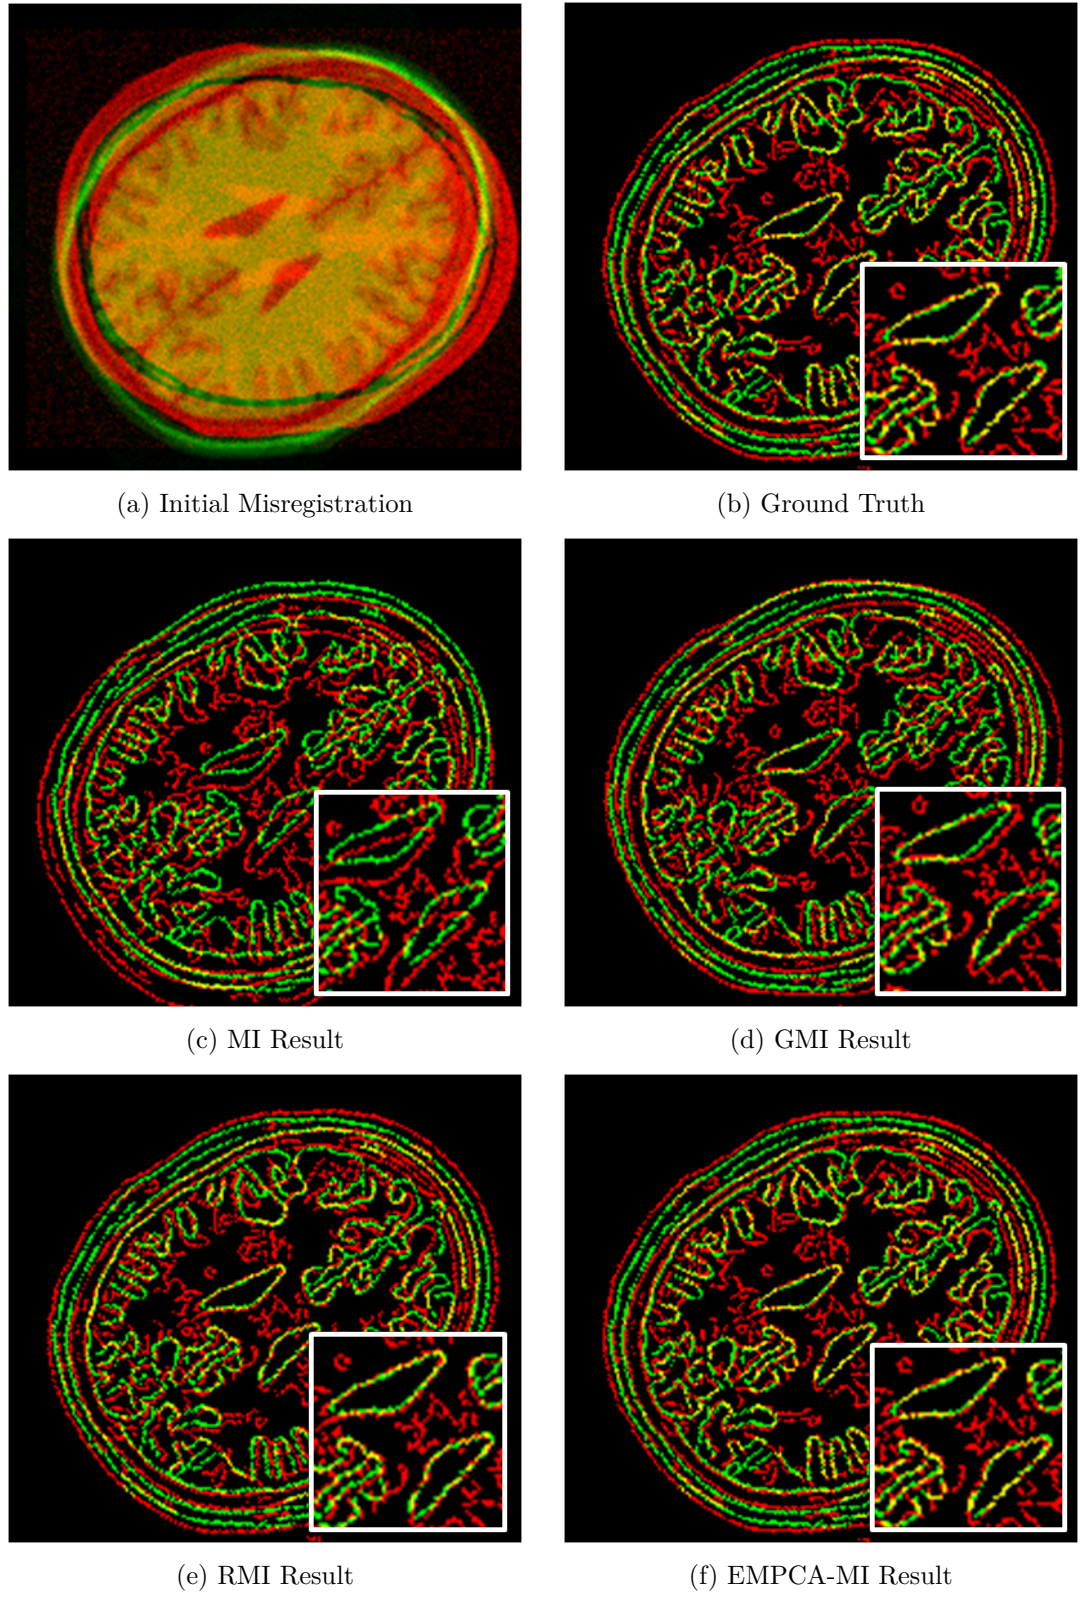 (a) Initial Misregistration
(b) Ground Truth
(c) MI Result
(d) GMI Result
(e) RMI Result
(f) EMPCA-MI Result